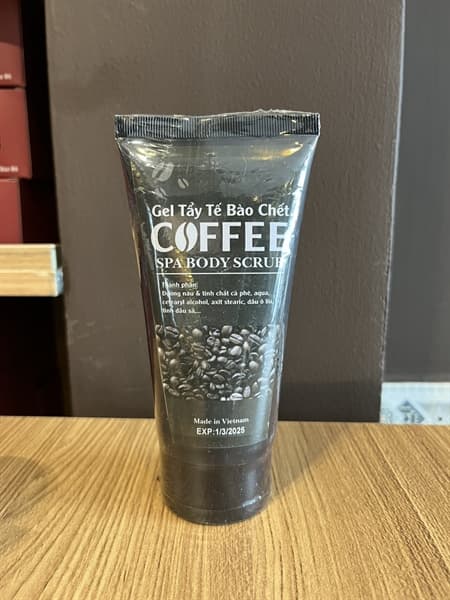 Gel Tẩy Tế Bào Chết
COFFEE
SPA BODY SCRUB
Thành phần:
Đường nâu & tinh chất cà phê, aqua,
cetearyl alcohol, axit stearic, dầu ô liu,
tinh dầu sả,...
Made in Vietnam
EXP:1/3/2025